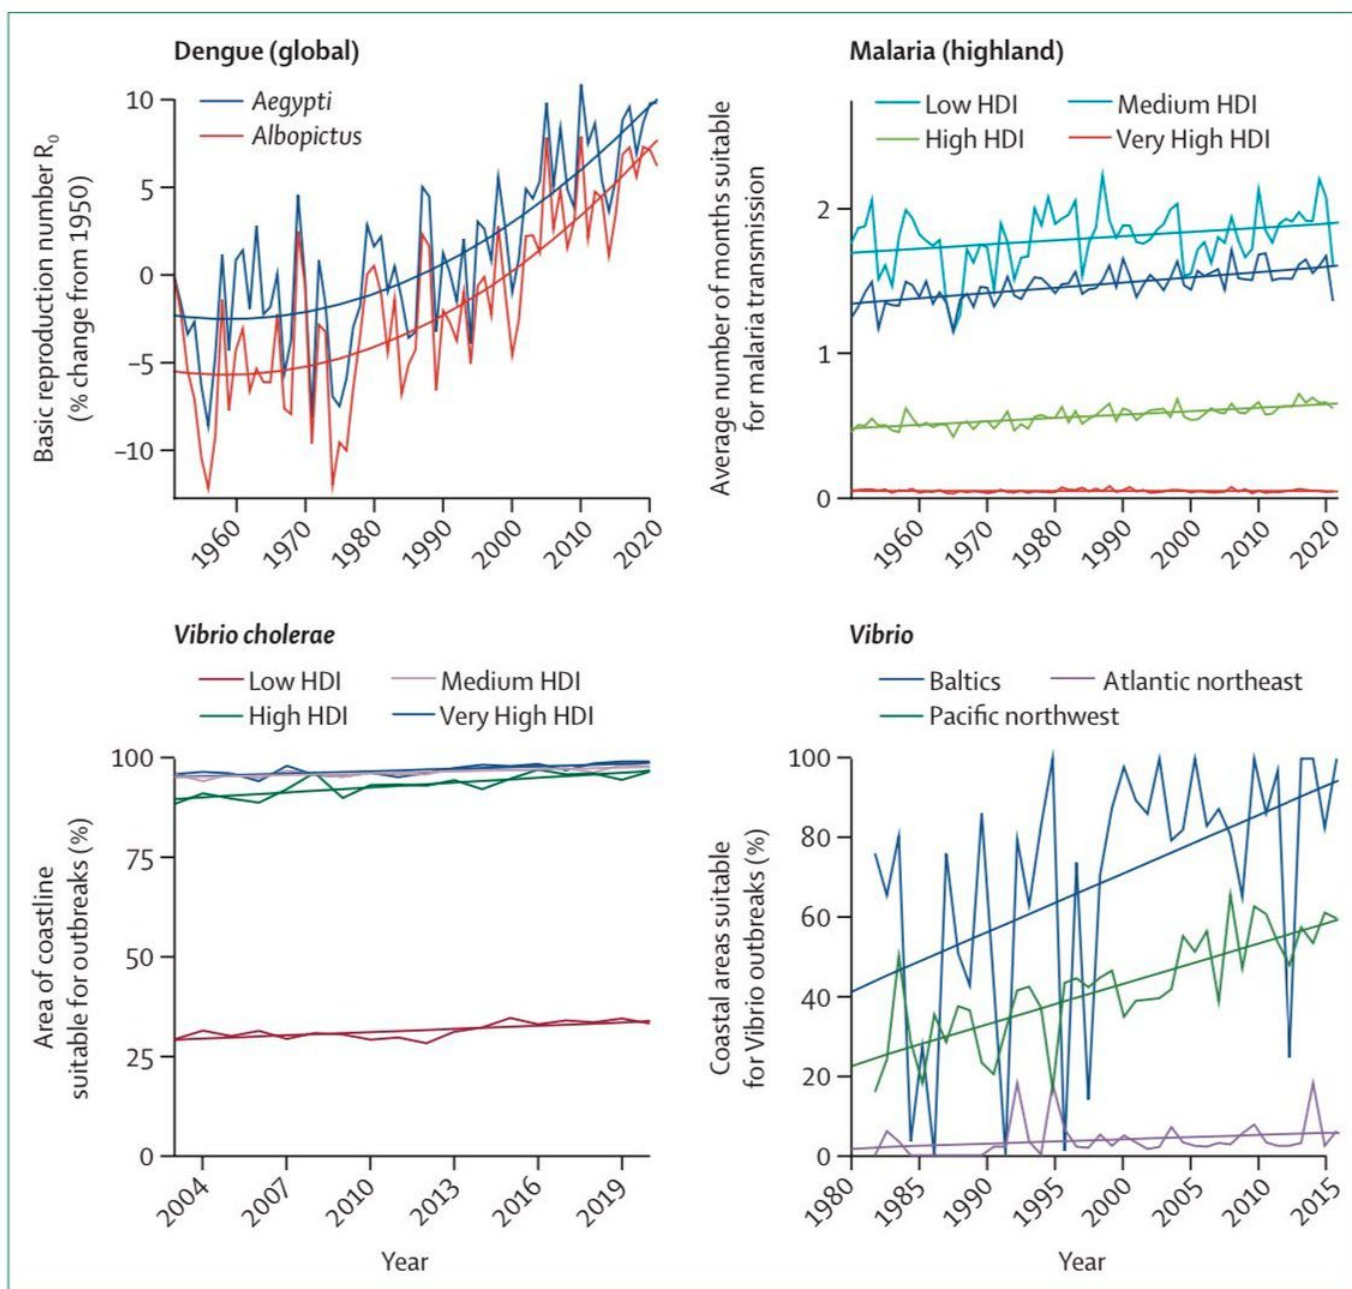 Dengue (global)
Aegypti
Albopictus
Basic reproduction number R0
(% change from 1950)
10
5
0
–5
–10
1960
1970
1980
1990
2000
2010
2020
Malaria (highland)
Low HDI
Medium HDI
High HDI
Very High HDI
Average number of months suitable
for malaria transmission
2
1
0
1960
1970
1980
1990
2000
2010
2020
Vibrio cholerae
Low HDI
Medium HDI
High HDI
Very High HDI
Area of coastline
suitable for outbreaks (%)
100
75
50
25
0
2004
2007
2010
2013
2016
2019
Year
Vibrio
Baltics
Atlantic northeast
Pacific northwest
Coastal areas suitable
for Vibrio outbreaks (%)
100
80
60
40
20
0
1980
1985
1990
1995
2000
2005
2010
2015
Year